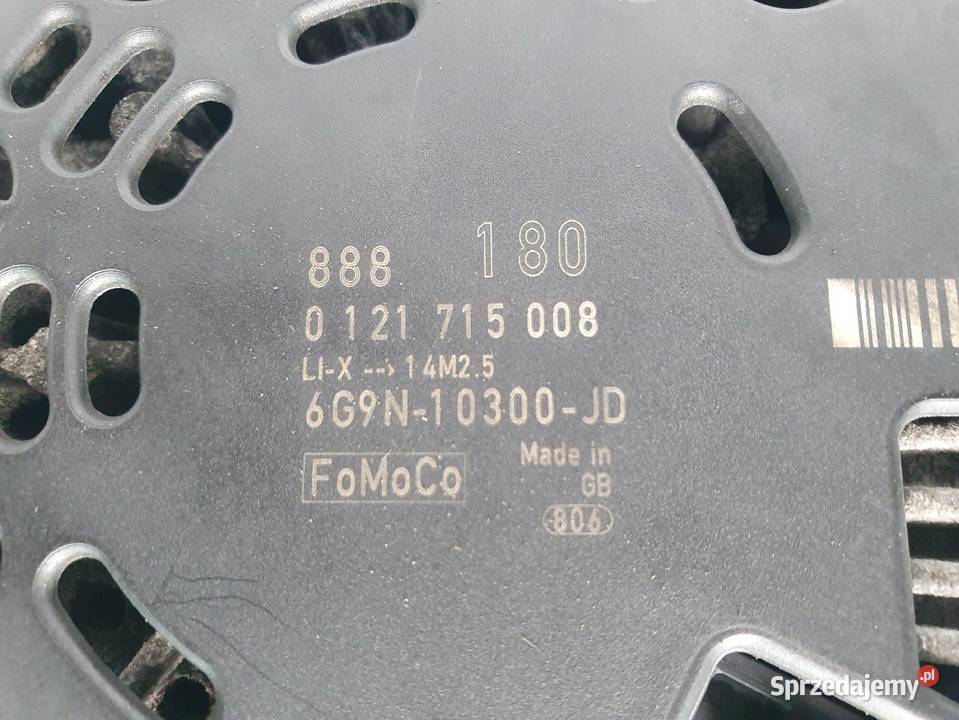 888 180
0 121 715 008
LI-X --> 14M2.5
6G9N-10300-JD
FoMoCo Made in
GB
806
Sprzedajemy.pl